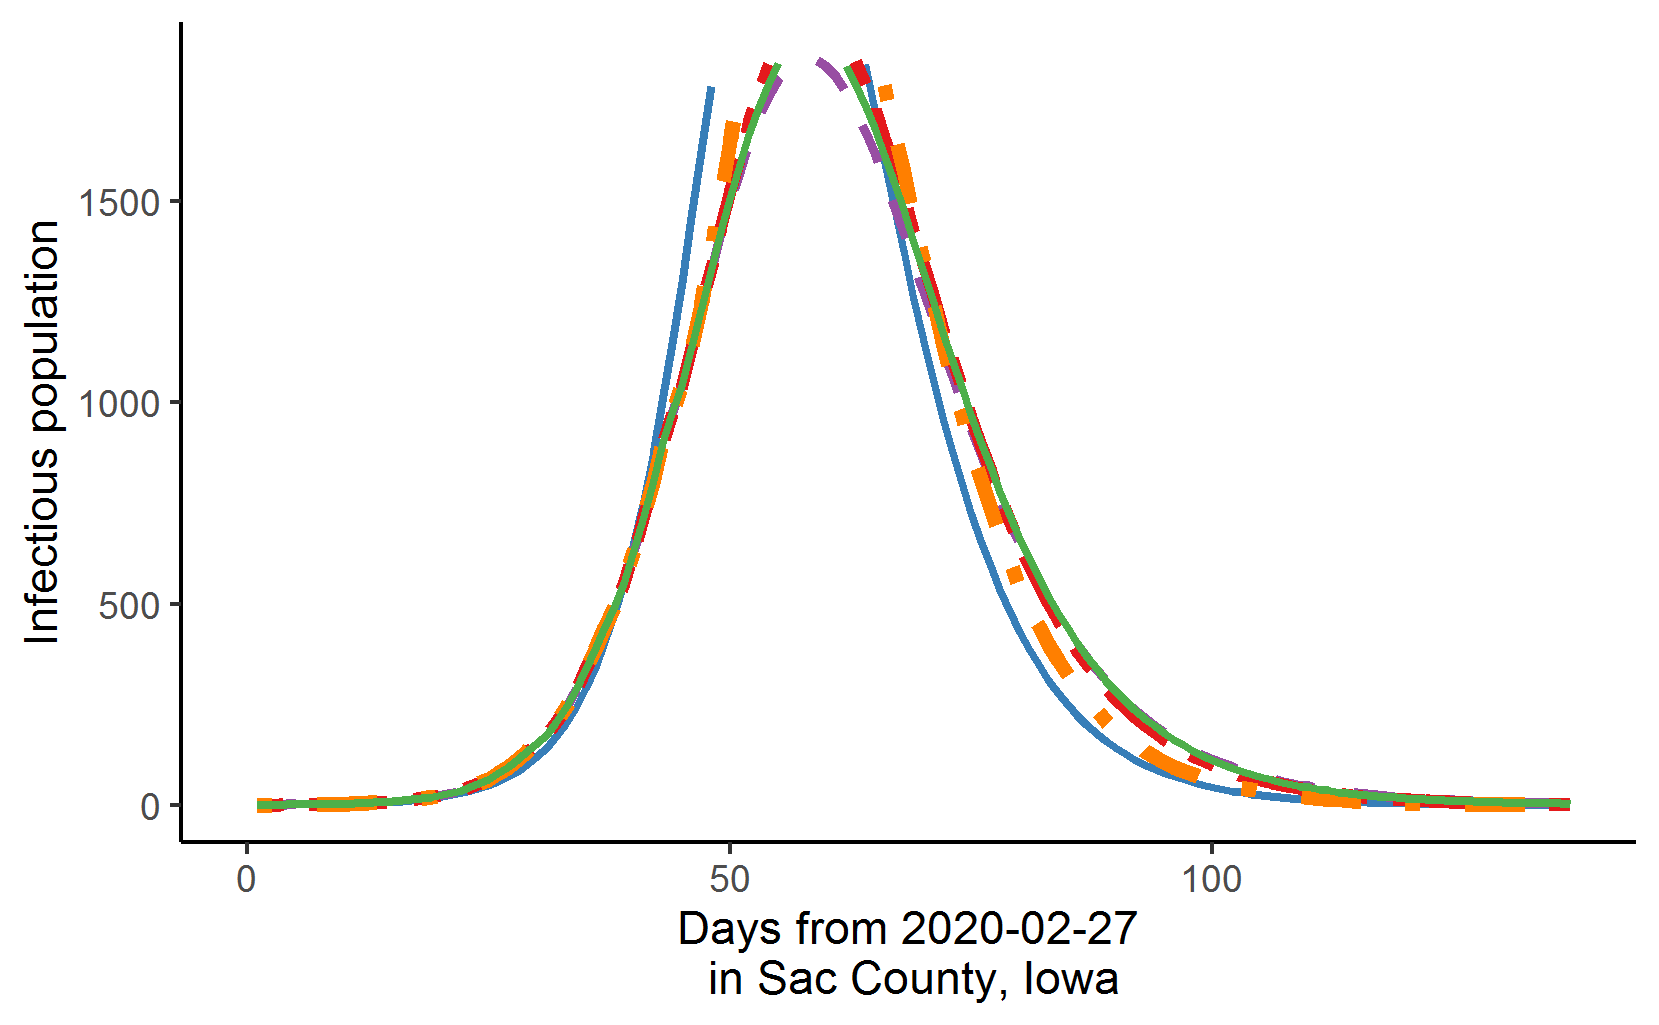 Infectious population
1500
1000
500
0
0 50 100
Days from 2020-02-27
in Sac County, Iowa